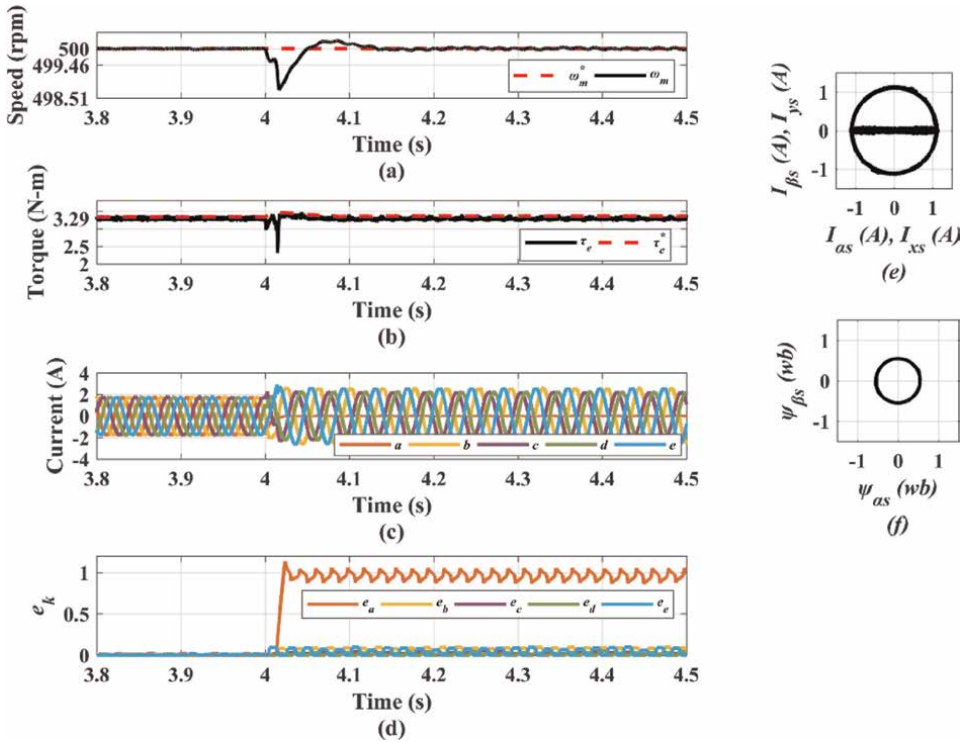 Speed (rpm)
500
499.46
498.51
ω*m ωm
3.8 3.9 4 4.1 4.2 4.3 4.4 4.5
Time (s)
(a)
Torque (N-m)
3.29
2.5
2
τe τ*e
3.8 3.9 4 4.1 4.2 4.3 4.4 4.5
Time (s)
(b)
Current (A)
4
2
0
-2
-4
a b c d e
3.8 3.9 4 4.1 4.2 4.3 4.4 4.5
Time (s)
(c)
ek
1
0.5
0
ea eb ec ed ee
3.8 3.9 4 4.1 4.2 4.3 4.4 4.5
Time (s)
(d)
Iβs (A), Iys (A)
1
0
-1
-1 0 1
Iαs (A), Ixs (A)
(e)
ψβs (wb)
1
0
-1
-1 0 1
ψαs (wb)
(f)